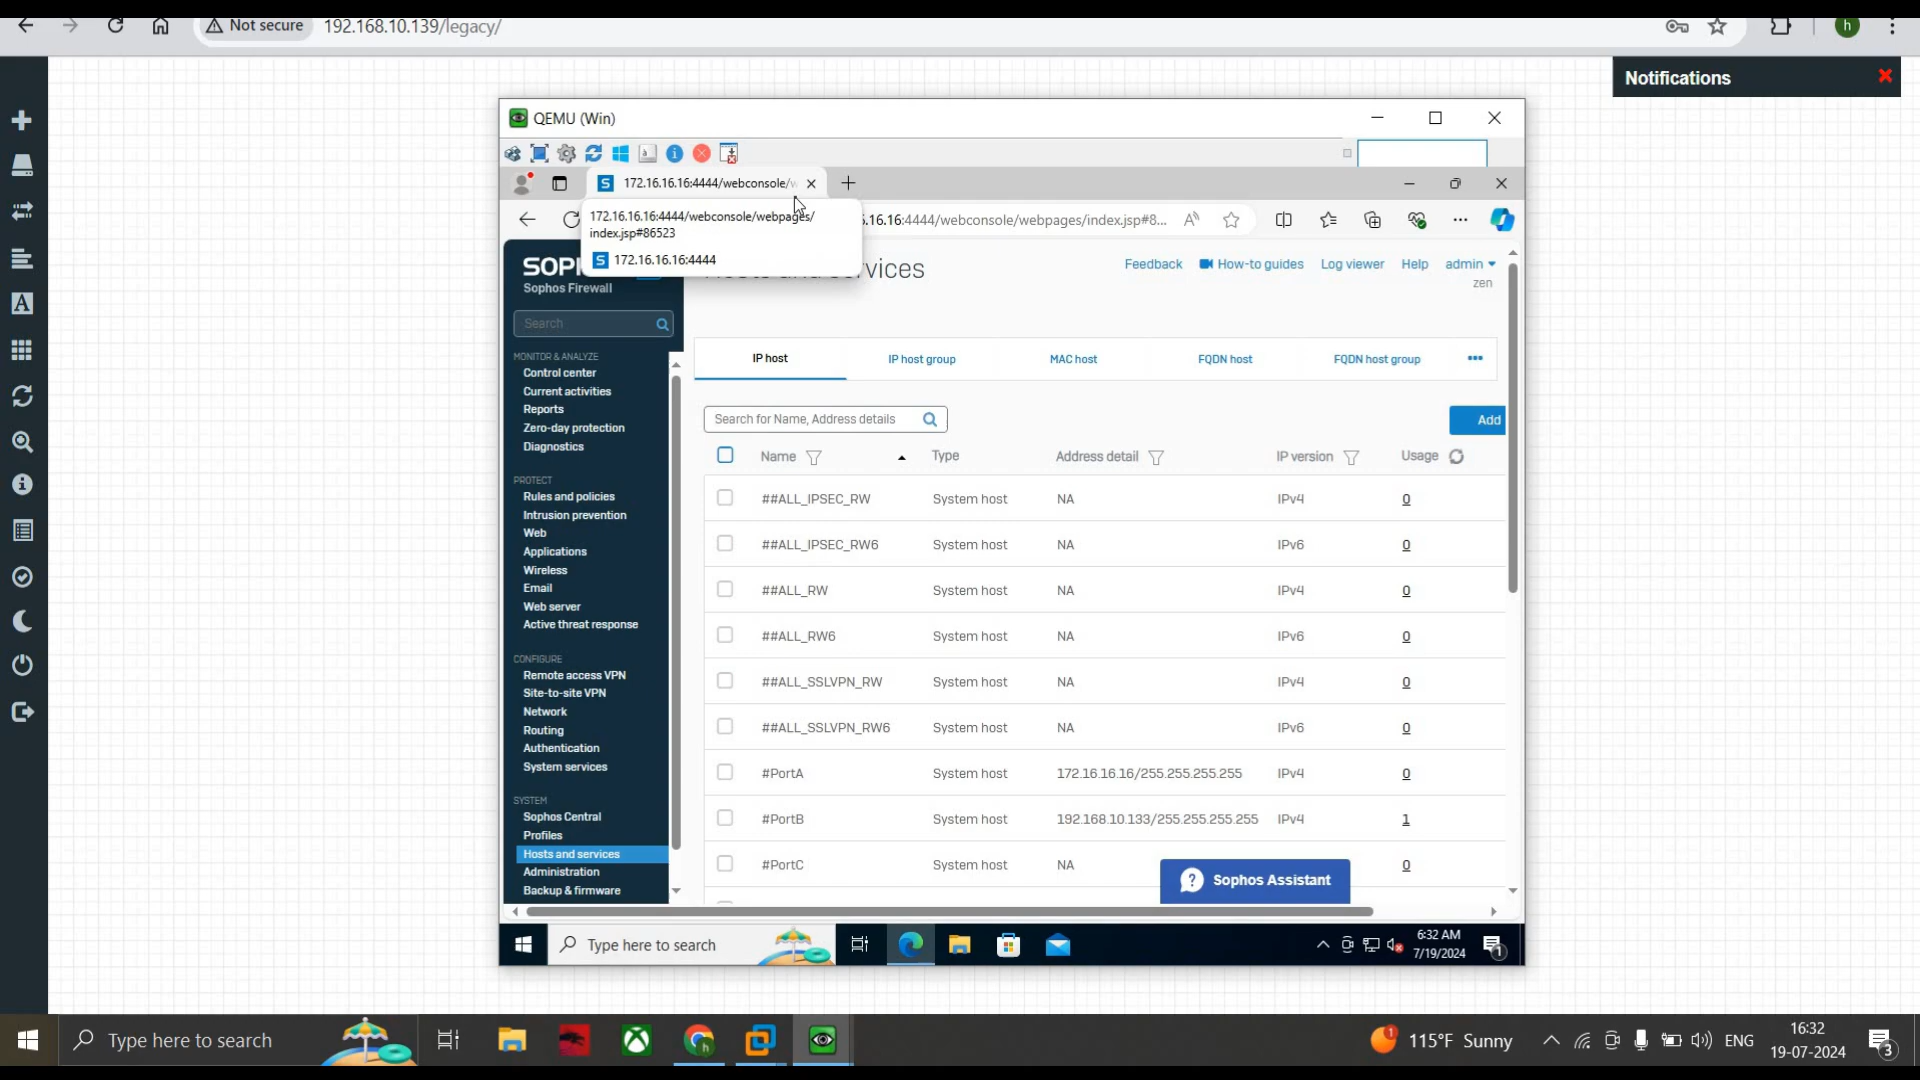 Not secure
192.168.10.139/legacy/
h
Notifications
QEMU (Win)
172.16.16.16:4444/webconsole/w
172.16.16.16:4444/webconsole/webpages/
index.jsp#86523
172.16.16.16:4444
.16.16:4444/webconsole/webpages/index.jsp#8...
SOP
Sophos Firewall
vices
Feedback
How-to guides
Log viewer
Help
admin
zen
Search
MONITOR & ANALYZE
Control center
Current activities
Reports
Zero-day protection
Diagnostics
PROTECT
Rules and policies
Intrusion prevention
Web
Applications
Wireless
Email
Web server
Active threat response
CONFIGURE
Remote access VPN
Site-to-site VPN
Network
Routing
Authentication
System services
SYSTEM
Sophos Central
Profiles
Hosts and services
Administration
Backup & firmware
IP host
IP host group
MAC host
FQDN host
FQDN host group
Search for Name, Address details
Add
Name Type Address detail IP version Usage
##ALL_IPSEC_RW System host NA IPv4 0
##ALL_IPSEC_RW6 System host NA IPv6 0
##ALL_RW System host NA IPv4 0
##ALL_RW6 System host NA IPv6 0
##ALL_SSLVPN_RW System host NA IPv4 0
##ALL_SSLVPN_RW6 System host NA IPv6 0
#PortA System host 172.16.16.16/255.255.255.255 IPv4 0
#PortB System host 192.168.10.133/255.255.255.255 IPv4 1
#PortC System host NA 0
Sophos Assistant
Type here to search
6:32 AM
7/19/2024
1
Type here to search
1
115°F Sunny
ENG
16:32
19-07-2024
3